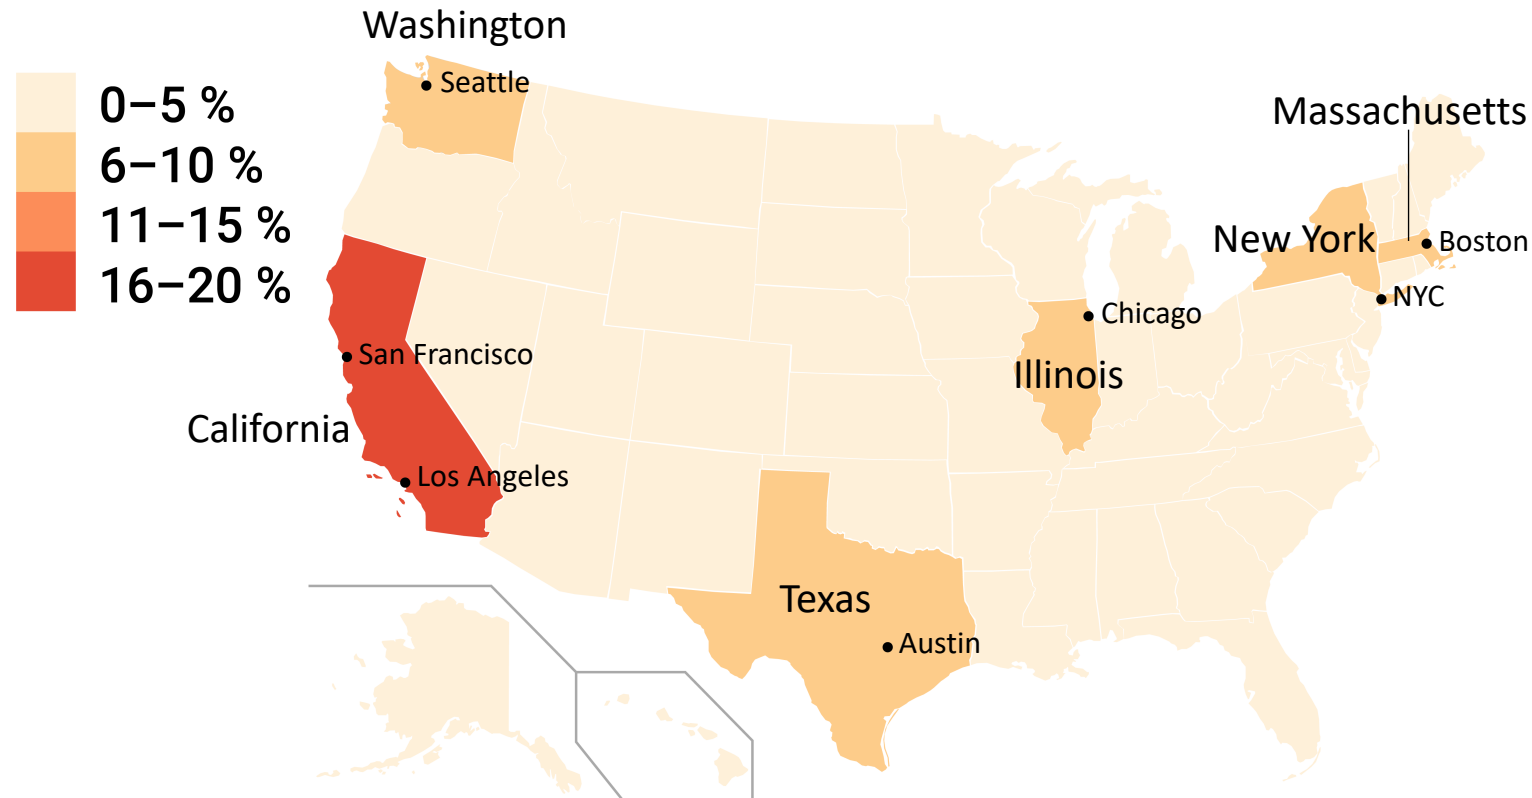 Washington
Seattle
0–5 %
6–10 %
11–15 %
16–20 %
Massachusetts
New York
Boston
NYC
Chicago
San Francisco
Illinois
California
Los Angeles
Texas
Austin